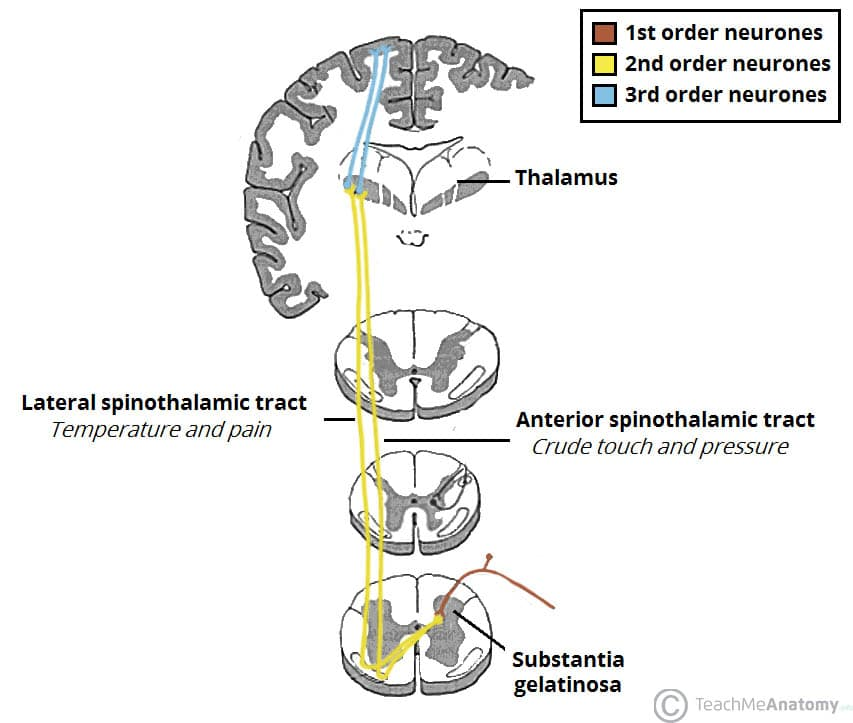 1st order neurones
2nd order neurones
3rd order neurones
Thalamus
Lateral spinothalamic tract
Temperature and pain
Anterior spinothalamic tract
Crude touch and pressure
Substantia
gelatinosa
© TeachMeAnatomy